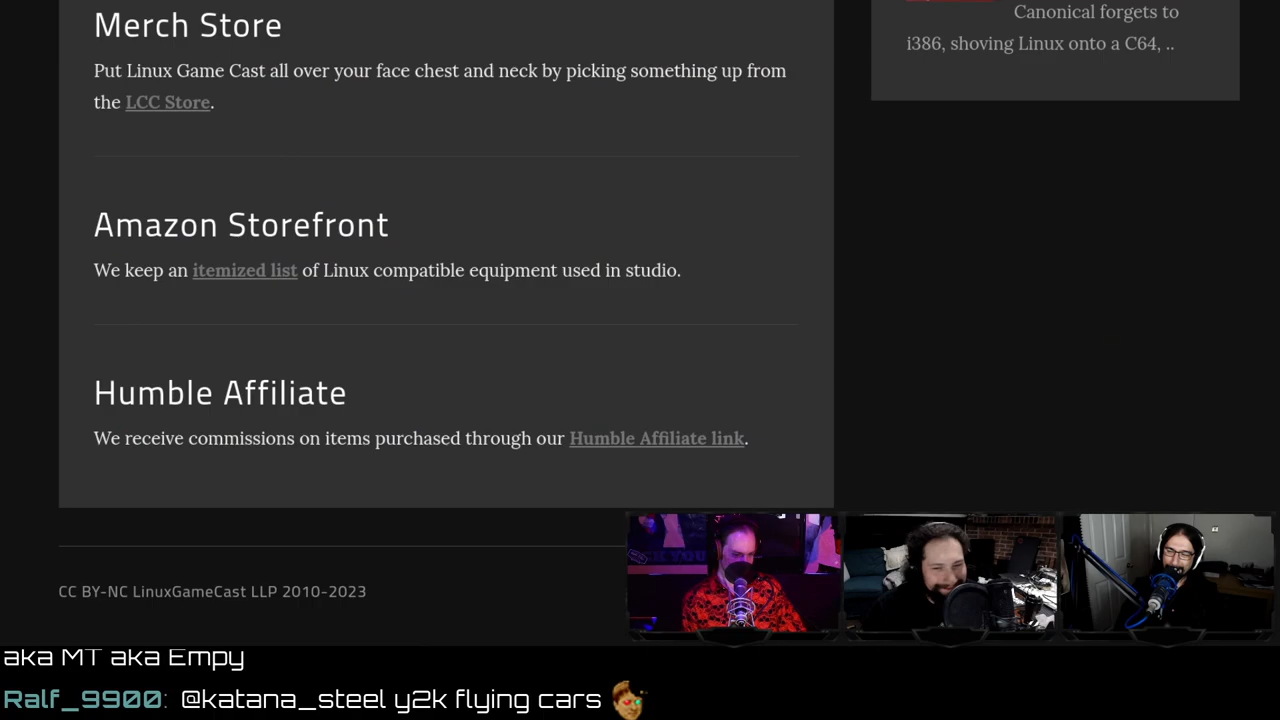 Merch Store
Put Linux Game Cast all over your face chest and neck by picking something up from
the LCC Store.
Amazon Storefront
We keep an itemized list of Linux compatible equipment used in studio.
Humble Affiliate
We receive commissions on items purchased through our Humble Affiliate link.
CC BY-NC LinuxGameCast LLP 2010-2023
Canonical forgets to
i386, shoving Linux onto a C64, ..
aka MT aka Empy
Ralf_9900: @katana_steel y2k flying cars